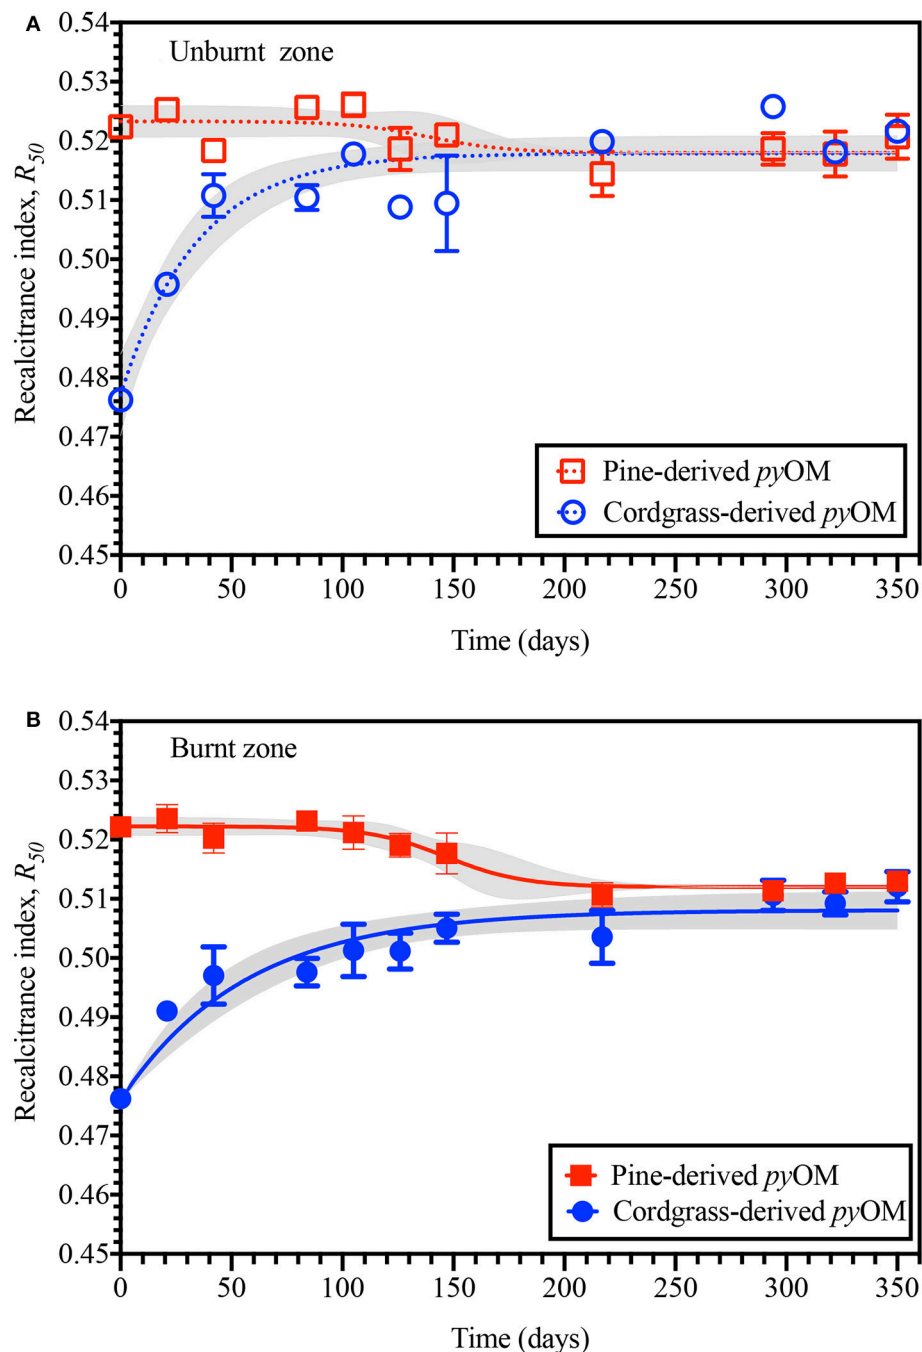 A
Unburnt zone
Recalcitrance index, R50
0.54
0.53
0.52
0.51
0.50
0.49
0.48
0.47
0.46
0.45
Pine-derived pyOM
Cordgrass-derived pyOM
0 50 100 150 200 250 300 350
Time (days)
B
Burnt zone
Recalcitrance index, R50
0.54
0.53
0.52
0.51
0.50
0.49
0.48
0.47
0.46
0.45
Pine-derived pyOM
Cordgrass-derived pyOM
0 50 100 150 200 250 300 350
Time (days)